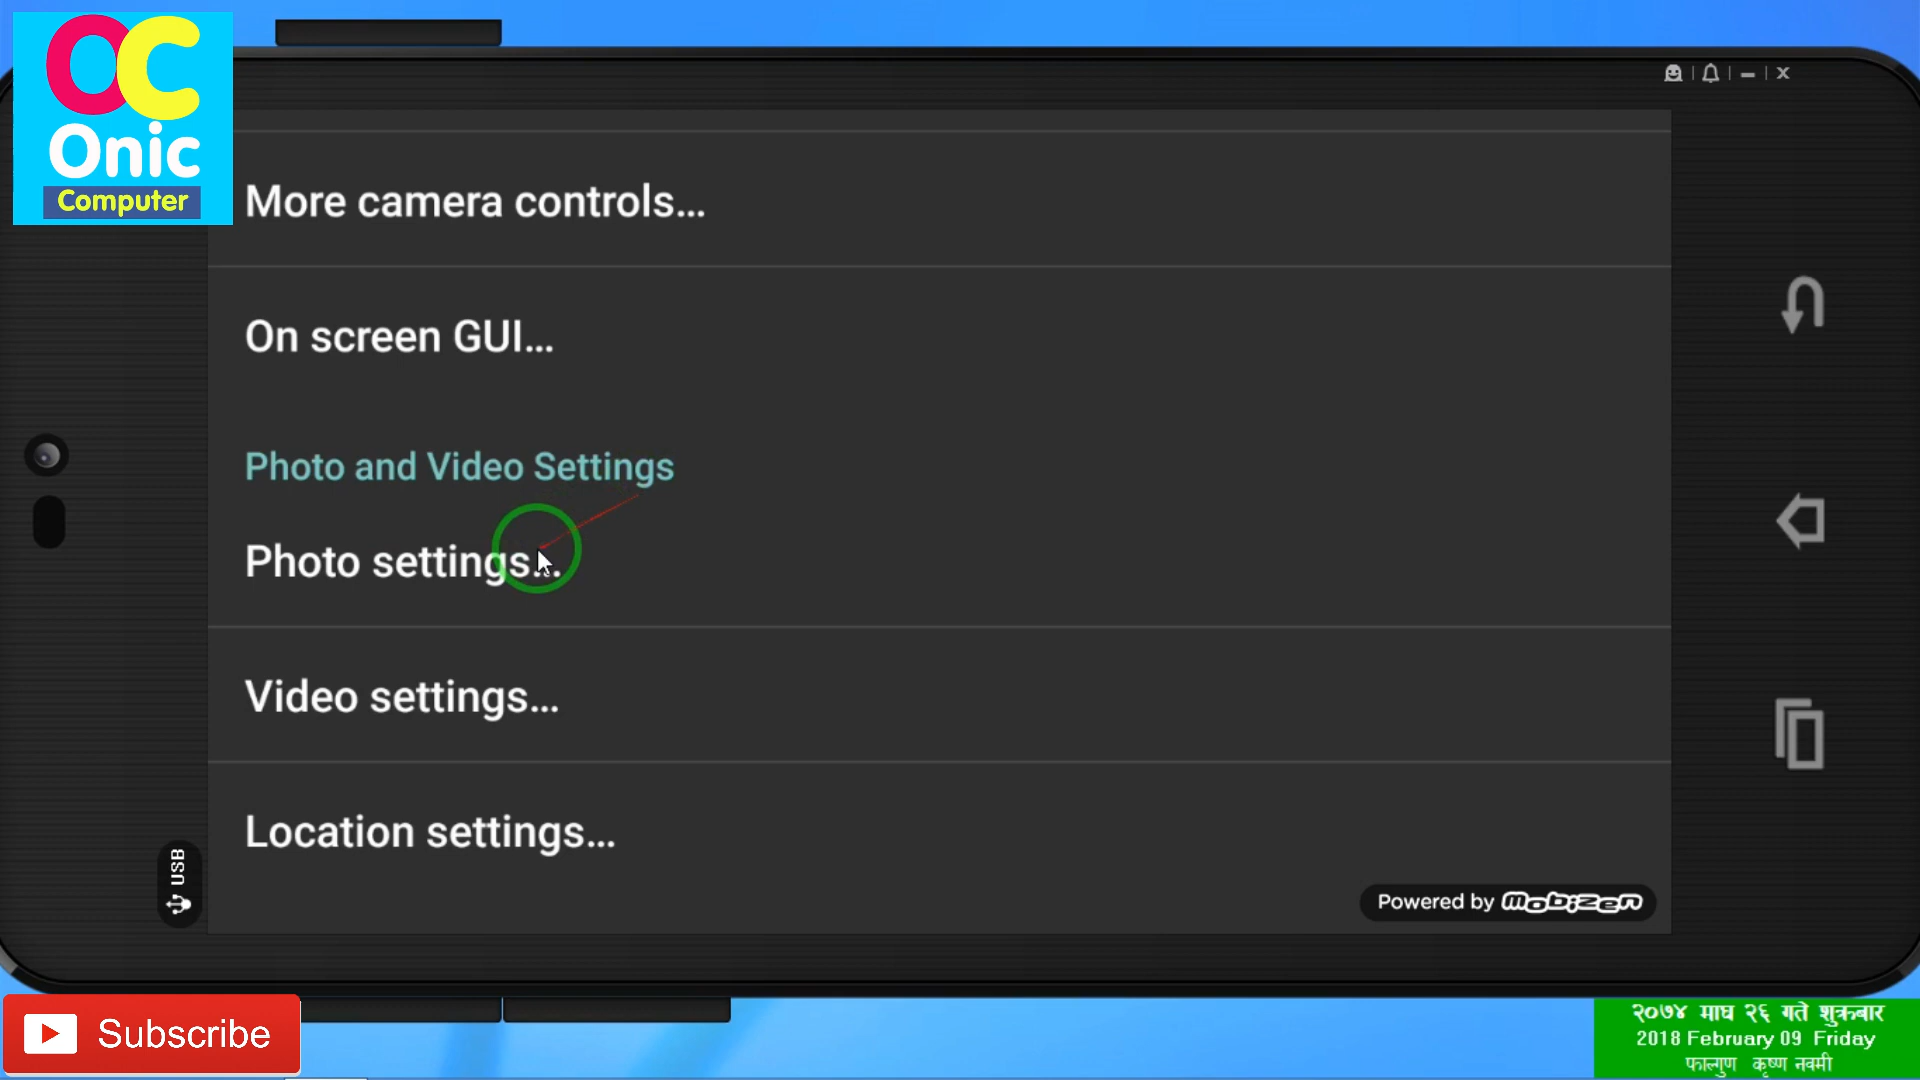 OC
Onic
Computer
More camera controls...
On screen GUI...
Photo and Video Settings
Photo settings...
Video settings...
Location settings...
USB
Powered by Mobizen
Subscribe
२०७४ माघ २६ गते शुक्रबार
2018 February 09 Friday
फाल्गुण कृष्ण नवमी